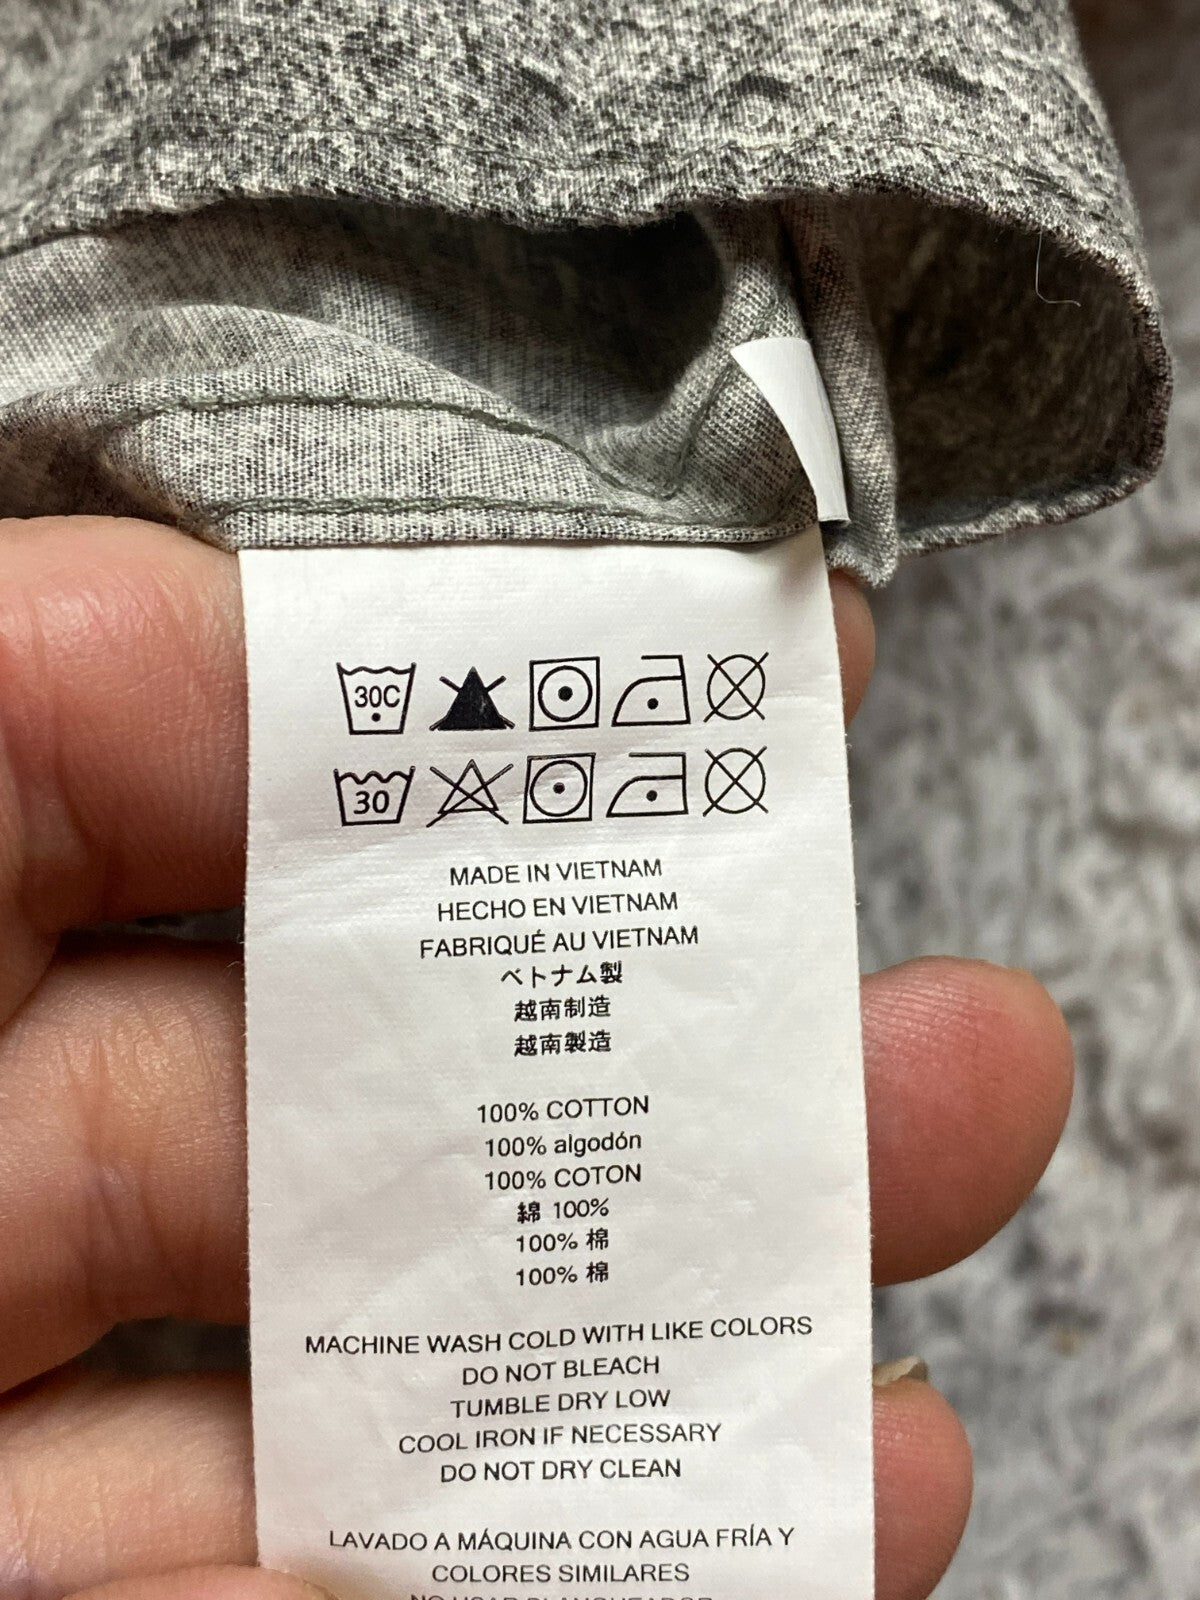 30C
30
MADE IN VIETNAM
HECHO EN VIETNAM
FABRIQUÉ AU VIETNAM
ベトナム製
越南制造
越南製造
100% COTTON
100% algodón
100% COTON
綿 100%
100% 棉
100% 棉
MACHINE WASH COLD WITH LIKE COLORS
DO NOT BLEACH
TUMBLE DRY LOW
COOL IRON IF NECESSARY
DO NOT DRY CLEAN
LAVADO A MÁQUINA CON AGUA FRÍA Y
COLORES SIMILARES
NO USAR BLANQUEADOR